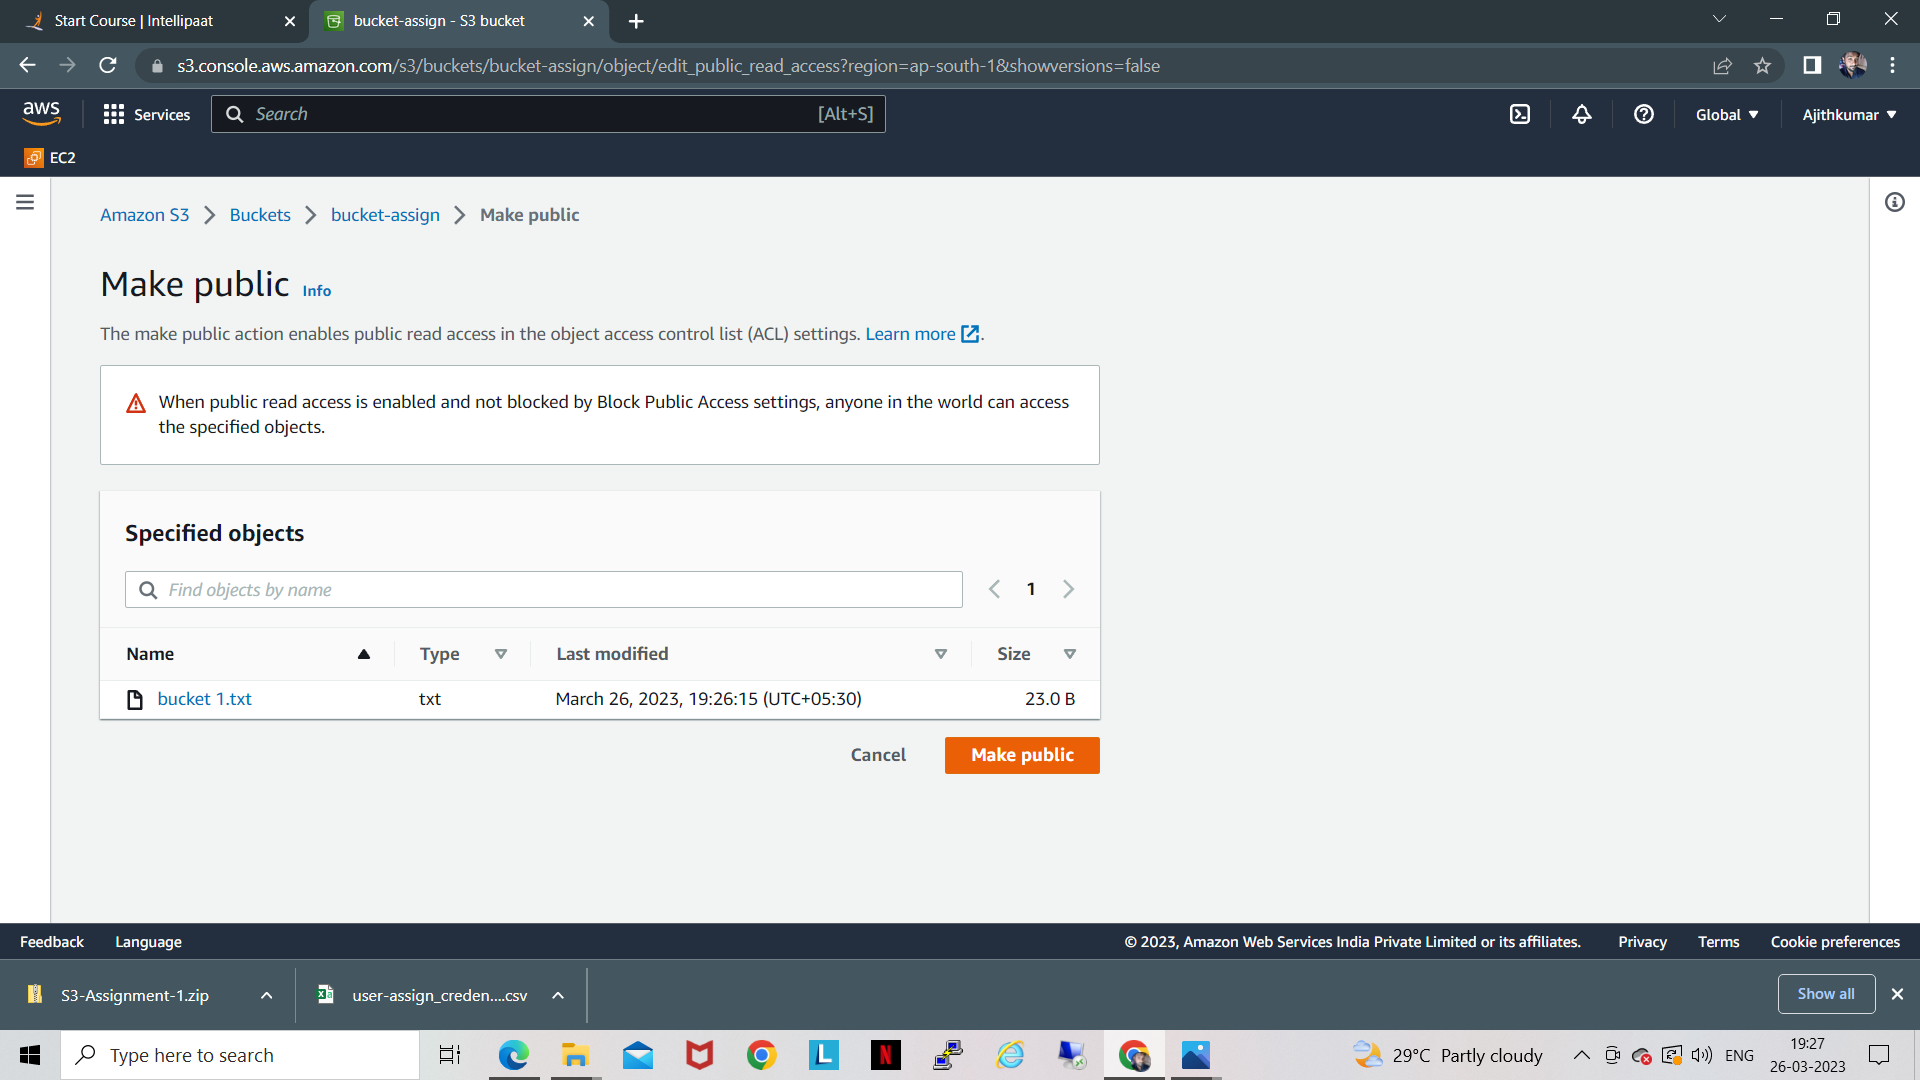 Start Course | Intellipaat
bucket-assign - S3 bucket
s3.console.aws.amazon.com/s3/buckets/bucket-assign/object/edit_public_read_access?region=ap-south-1&showversions=false
aws
Services
Search
[Alt+S]
Global
Ajithkumar
EC2
Amazon S3
Buckets
bucket-assign
Make public
Make public Info
The make public action enables public read access in the object access control list (ACL) settings. Learn more.
When public read access is enabled and not blocked by Block Public Access settings, anyone in the world can access
the specified objects.
Specified objects
Find objects by name
1
Name
Type
Last modified
Size
bucket 1.txt
txt
March 26, 2023, 19:26:15 (UTC+05:30)
23.0 B
Cancel
Make public
Feedback
Language
© 2023, Amazon Web Services India Private Limited or its affiliates.
Privacy
Terms
Cookie preferences
S3-Assignment-1.zip
user-assign_creden....csv
Show all
Type here to search
L
N
29°C Partly cloudy
ENG
19:27
26-03-2023